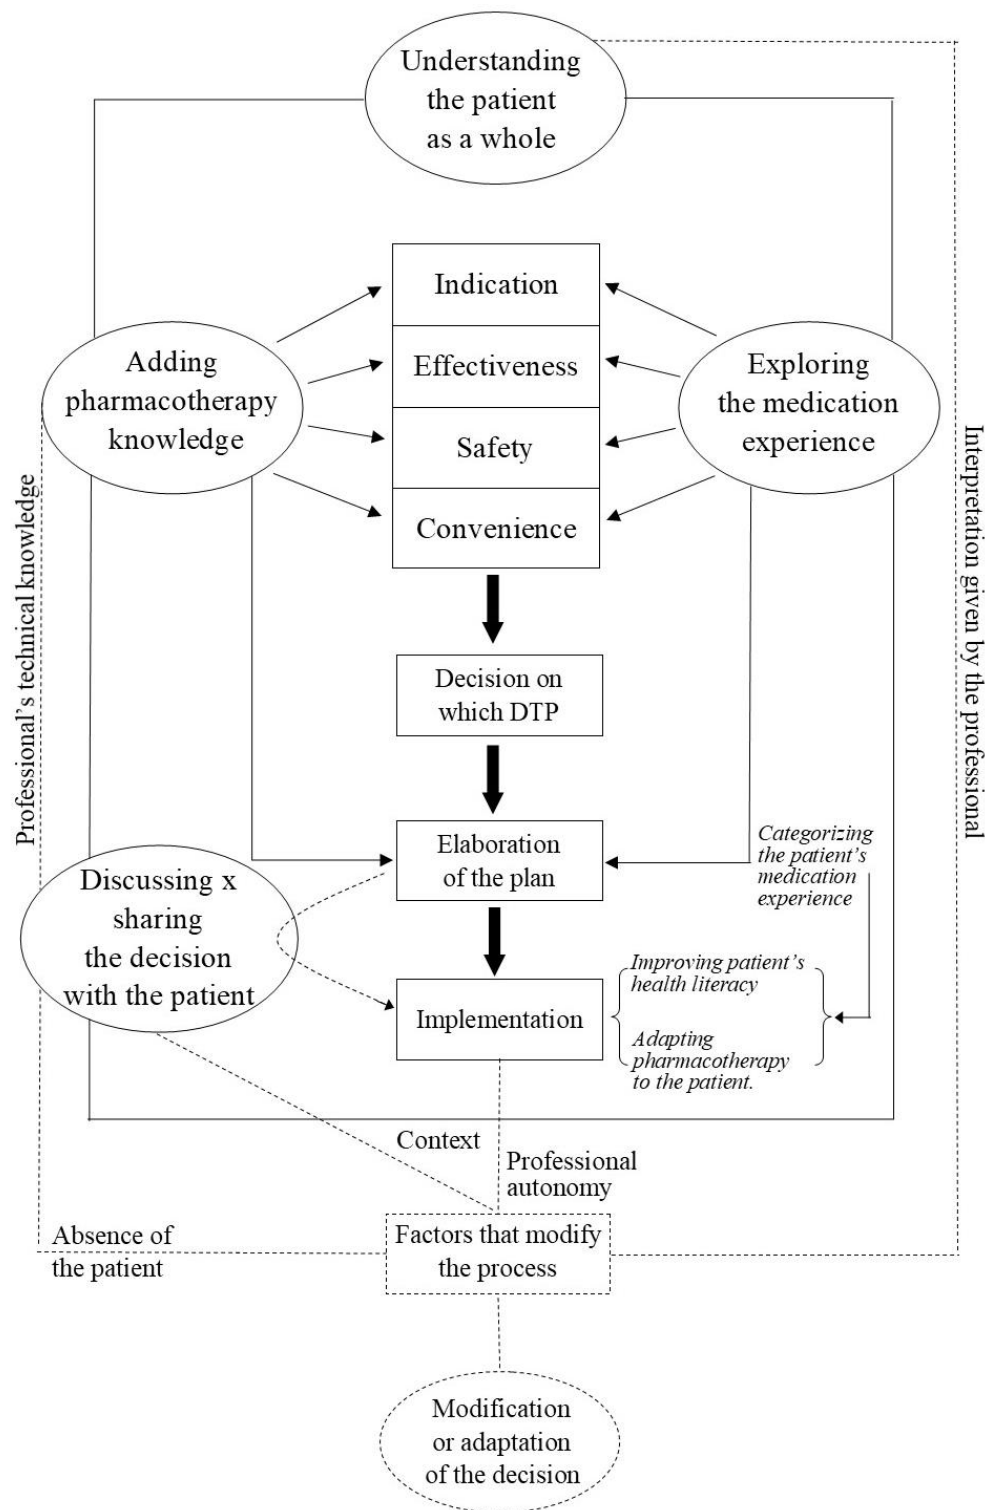 Understanding
the patient
as a whole
Indication
Effectiveness
Safety
Convenience
Adding
pharmacotherapy
knowledge
Exploring
the medication
experience
Professional's technical knowledge
Interpretation given by the professional
Decision on
which DTP
Elaboration
of the plan
Categorizing
the patient's
medication
experience
Discussing x
sharing
the decision
with the patient
Implementation
Improving patient's
health literacy
Adapting
pharmacotherapy
to the patient.
Context
Professional
autonomy
Absence of
the patient
Factors that modify
the process
Modification
or adaptation
of the decision